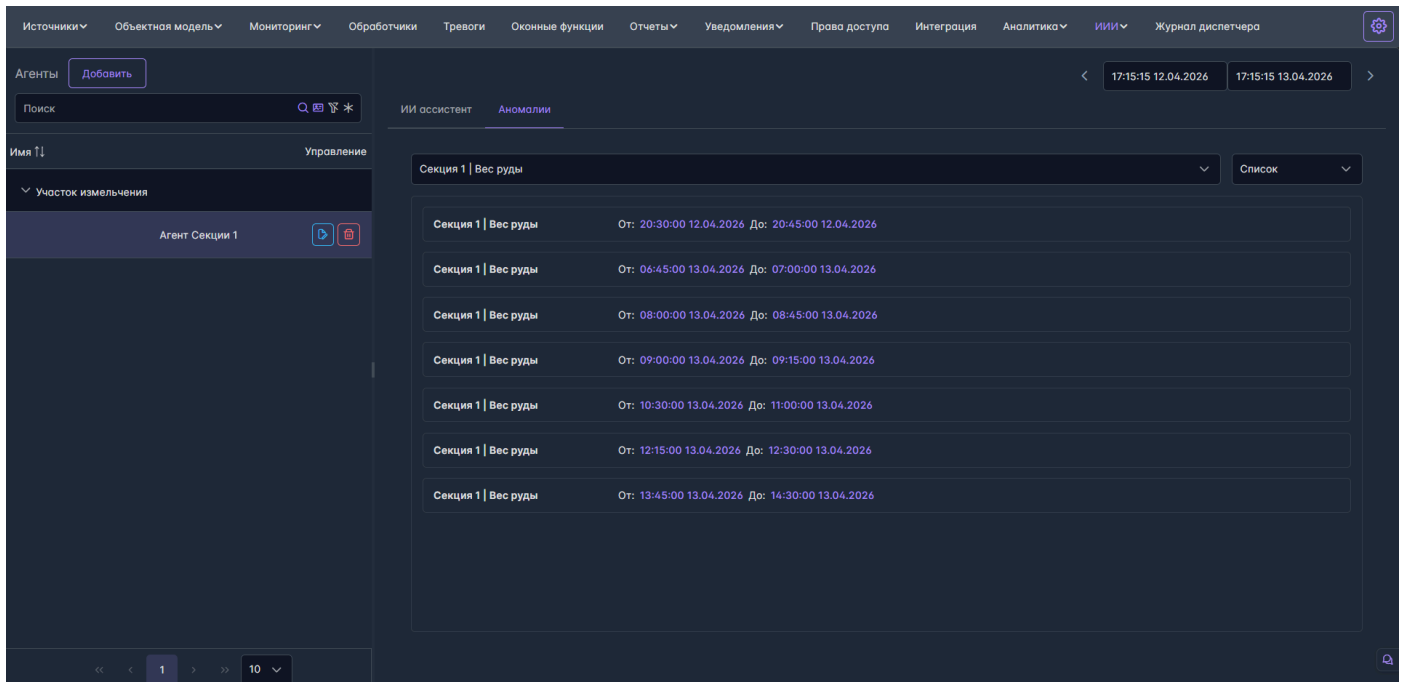 Источники Объектная модель Мониторинг Обработчики Тревоги Оконные функции Отчеты Уведомления Права доступа Интеграция Аналитика ИИИ Журнал диспетчера
Агенты Добавить
17:15:15 12.04.2026 17:15:15 13.04.2026
Поиск
ИИ ассистент Аномалии
Имя Управление
Секция 1 | Вес руды Список
Участок измельчения
Агент Секции 1
Секция 1 | Вес руды От: 20:30:00 12.04.2026 До: 20:45:00 12.04.2026
Секция 1 | Вес руды От: 06:45:00 13.04.2026 До: 07:00:00 13.04.2026
Секция 1 | Вес руды От: 08:00:00 13.04.2026 До: 08:45:00 13.04.2026
Секция 1 | Вес руды От: 09:00:00 13.04.2026 До: 09:15:00 13.04.2026
Секция 1 | Вес руды От: 10:30:00 13.04.2026 До: 11:00:00 13.04.2026
Секция 1 | Вес руды От: 12:15:00 13.04.2026 До: 12:30:00 13.04.2026
Секция 1 | Вес руды От: 13:45:00 13.04.2026 До: 14:30:00 13.04.2026
« ‹ 1 › » 10